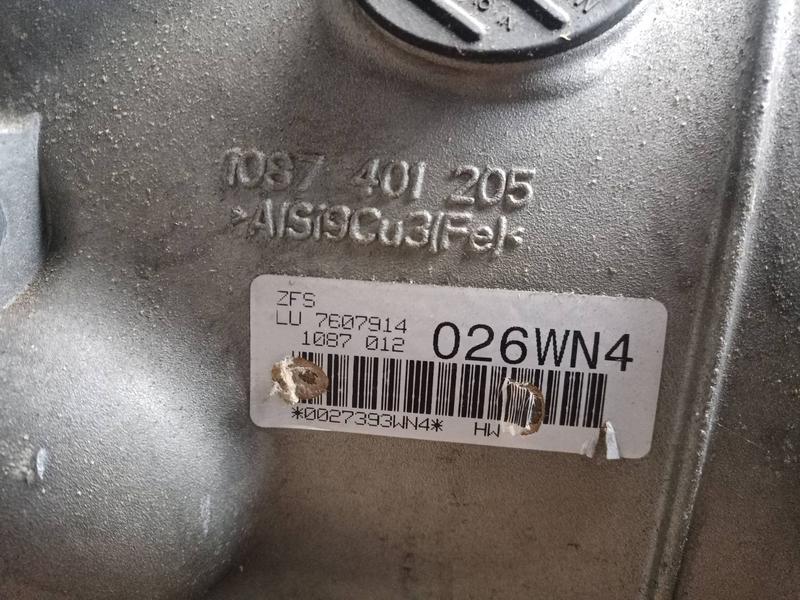 1087 401 205
>AlSi9Cu3(Fe)<
ZFS
LU 7607914
1087 012
026WN4
*0027393WN4* HW